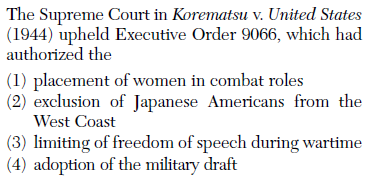 The Supreme Court in Korematsu v. United States
(1944) upheld Executive Order 9066, which had
authorized the
(1) placement of women in combat roles
(2) exclusion of Japanese Americans from the
West Coast
(3) limiting of freedom of speech during wartime
(4) adoption of the military draft